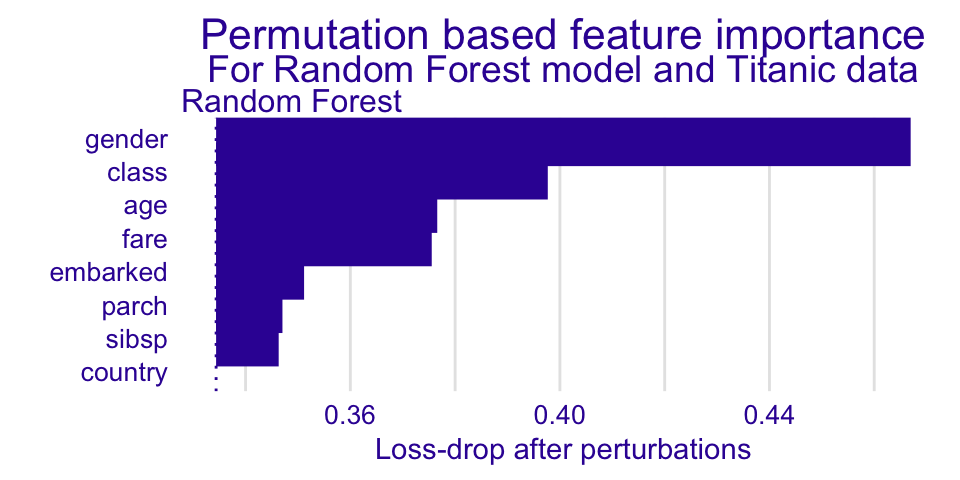 Permutation based feature importance
For Random Forest model and Titanic data
Random Forest
gender
class
age
fare
embarked
parch
sibsp
country
0.36 0.40 0.44
Loss-drop after perturbations